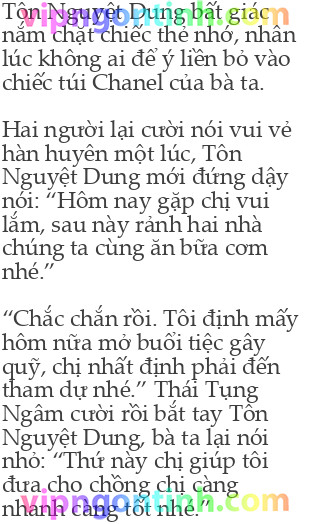 Tôn Nguyệt Dung bất giác
nắm chặt chiếc thẻ nhớ, nhân
lúc không ai để ý liền bỏ vào
chiếc túi Chanel của bà ta.
Hai người lại cười nói vui vẻ
hàn huyên một lúc, Tôn
Nguyệt Dung mới đứng dậy
nói: “Hôm nay gặp chị vui
lắm, sau này rảnh hai nhà
chúng ta cùng ăn bữa cơm
nhé.”
“Chắc chắn rồi. Tôi định mấy
hôm nữa mở buổi tiệc gây
quỹ, chị nhất định phải đến
tham dự nhé.” Thái Tụng
Ngâm cười rồi bắt tay Tôn
Nguyệt Dung, bà ta lại nói
nhỏ: “Thứ này chị giúp tôi
đưa cho chồng chị càng
nhanh càng tốt nhé.”
vipngontinh.com
vipngontinh.com